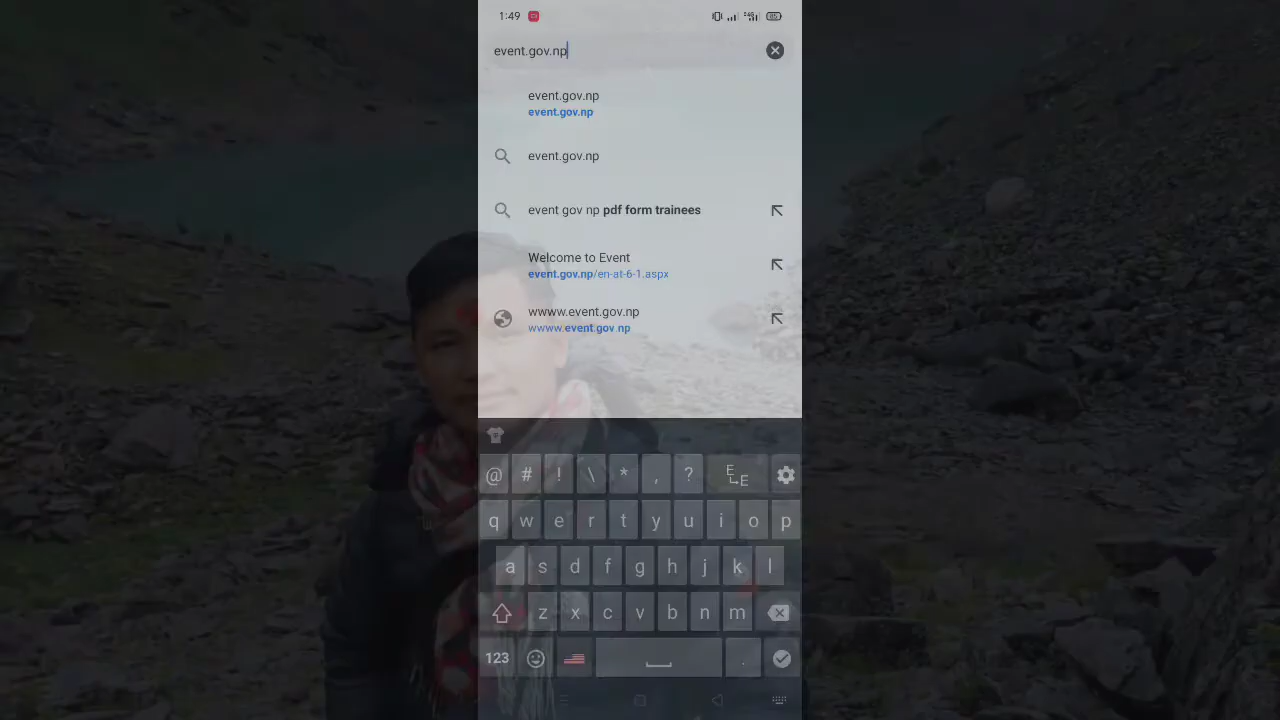 1:49
event.gov.np
event.gov.np
event.gov.np
event.gov.np
event gov np pdf form trainees
Welcome to Event
event.gov.np/en-at-6-1.aspx
wwww.event.gov.np
wwww.event.gov.np
@ # ! \ * , ? E E
q w e r t y u i o p
a s d f g h j k l
z x c v b n m
123 .